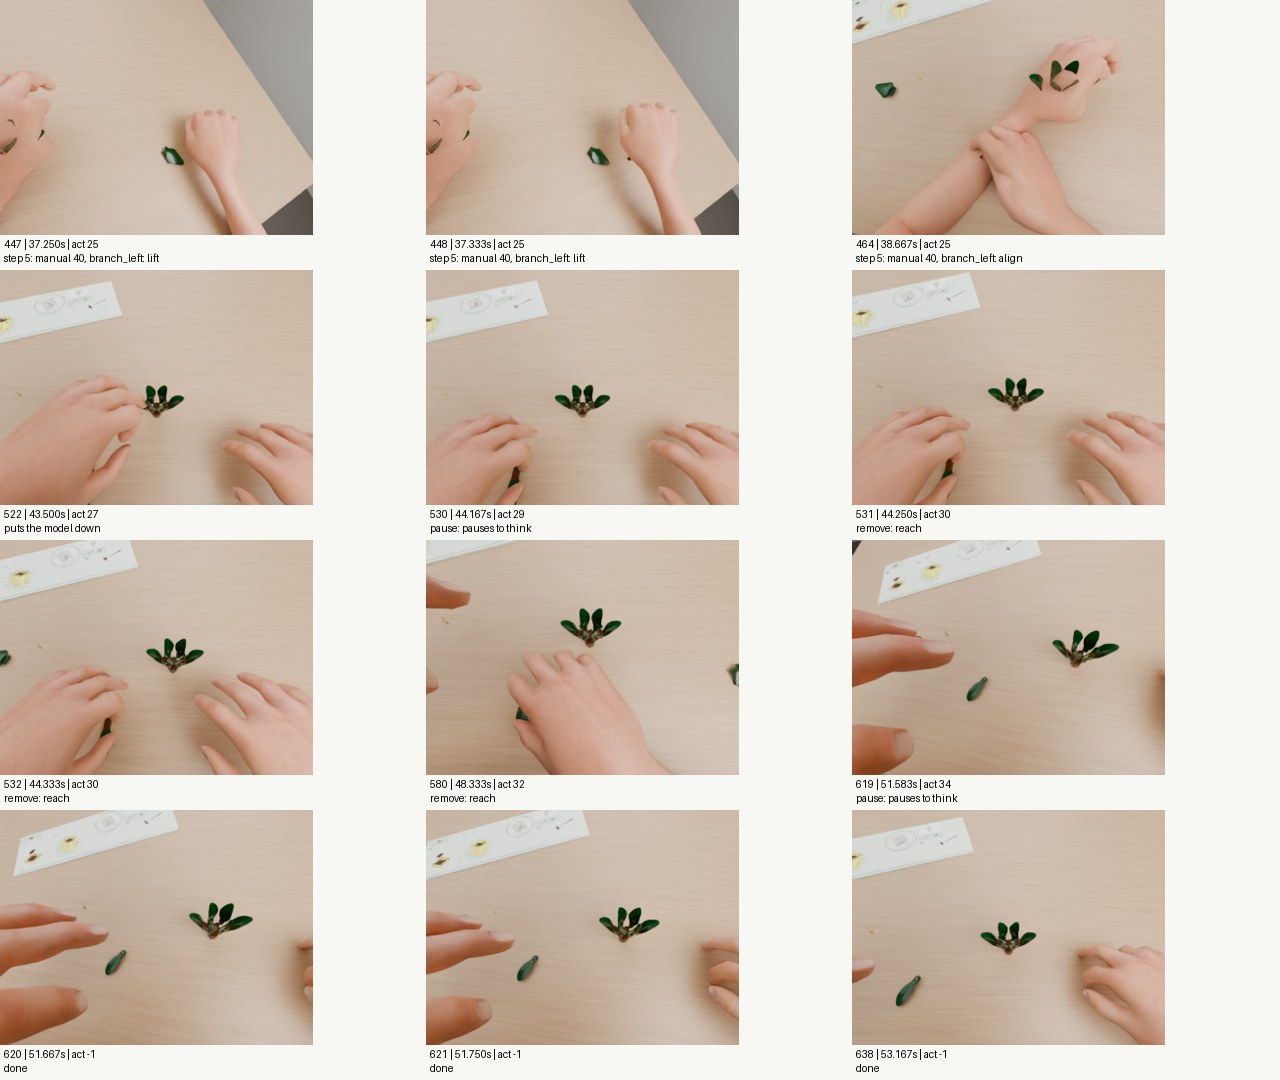 447 | 37.250s | act 25
step 5: manual 40, branch_left: lift
448 | 37.333s | act 25
step 5: manual 40, branch_left: lift
464 | 38.667s | act 25
step 5: manual 40, branch_left: align
522 | 43.500s | act 27
puts the model down
530 | 44.167s | act 29
pause: pauses to think
531 | 44.250s | act 30
remove: reach
532 | 44.333s | act 30
remove: reach
580 | 48.333s | act 32
remove: reach
619 | 51.583s | act 34
pause: pauses to think
620 | 51.667s | act -1
done
621 | 51.750s | act -1
done
638 | 53.167s | act -1
done